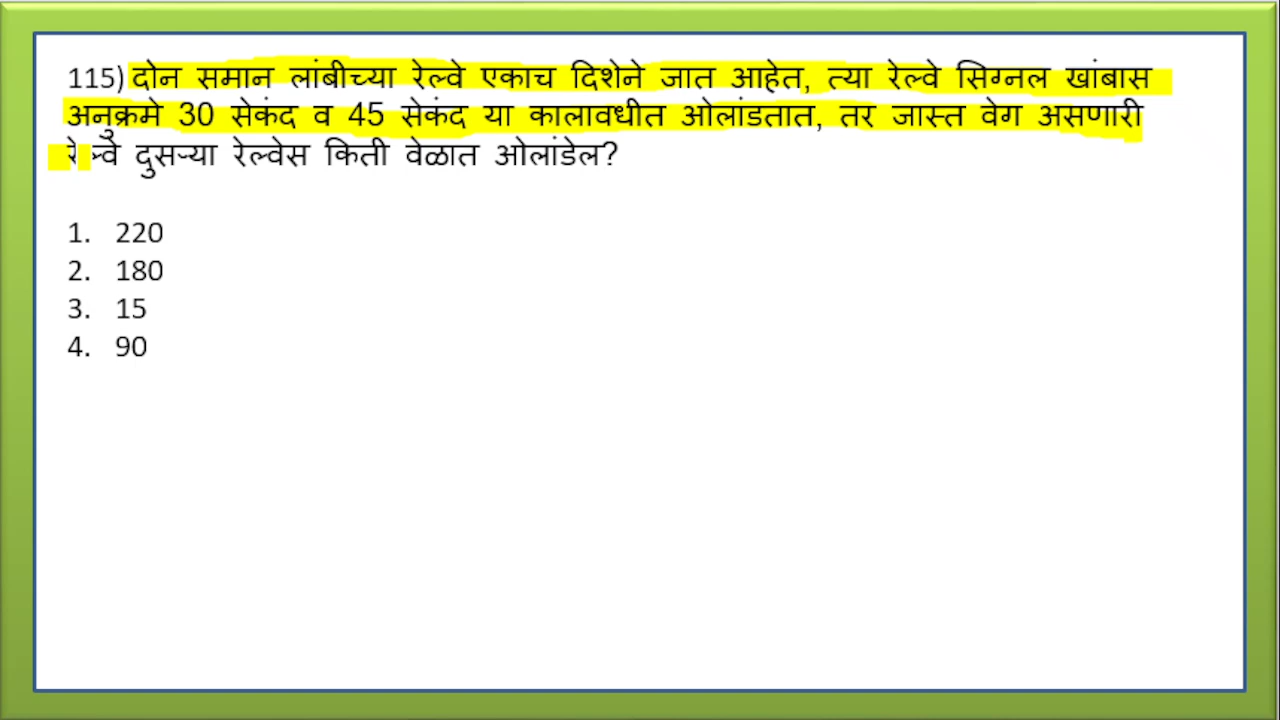 115) दोन समान लांबीच्या रेल्वे एकाच दिशेने जात आहेत, त्या रेल्वे सिग्नल खांबास
अनुक्रमे 30 सेकंद व 45 सेकंद या कालावधीत ओलांडतात, तर जास्त वेग असणारी
रेल्वे दुसऱ्या रेल्वेस किती वेळात ओलांडेल?
1. 220
2. 180
3. 15
4. 90